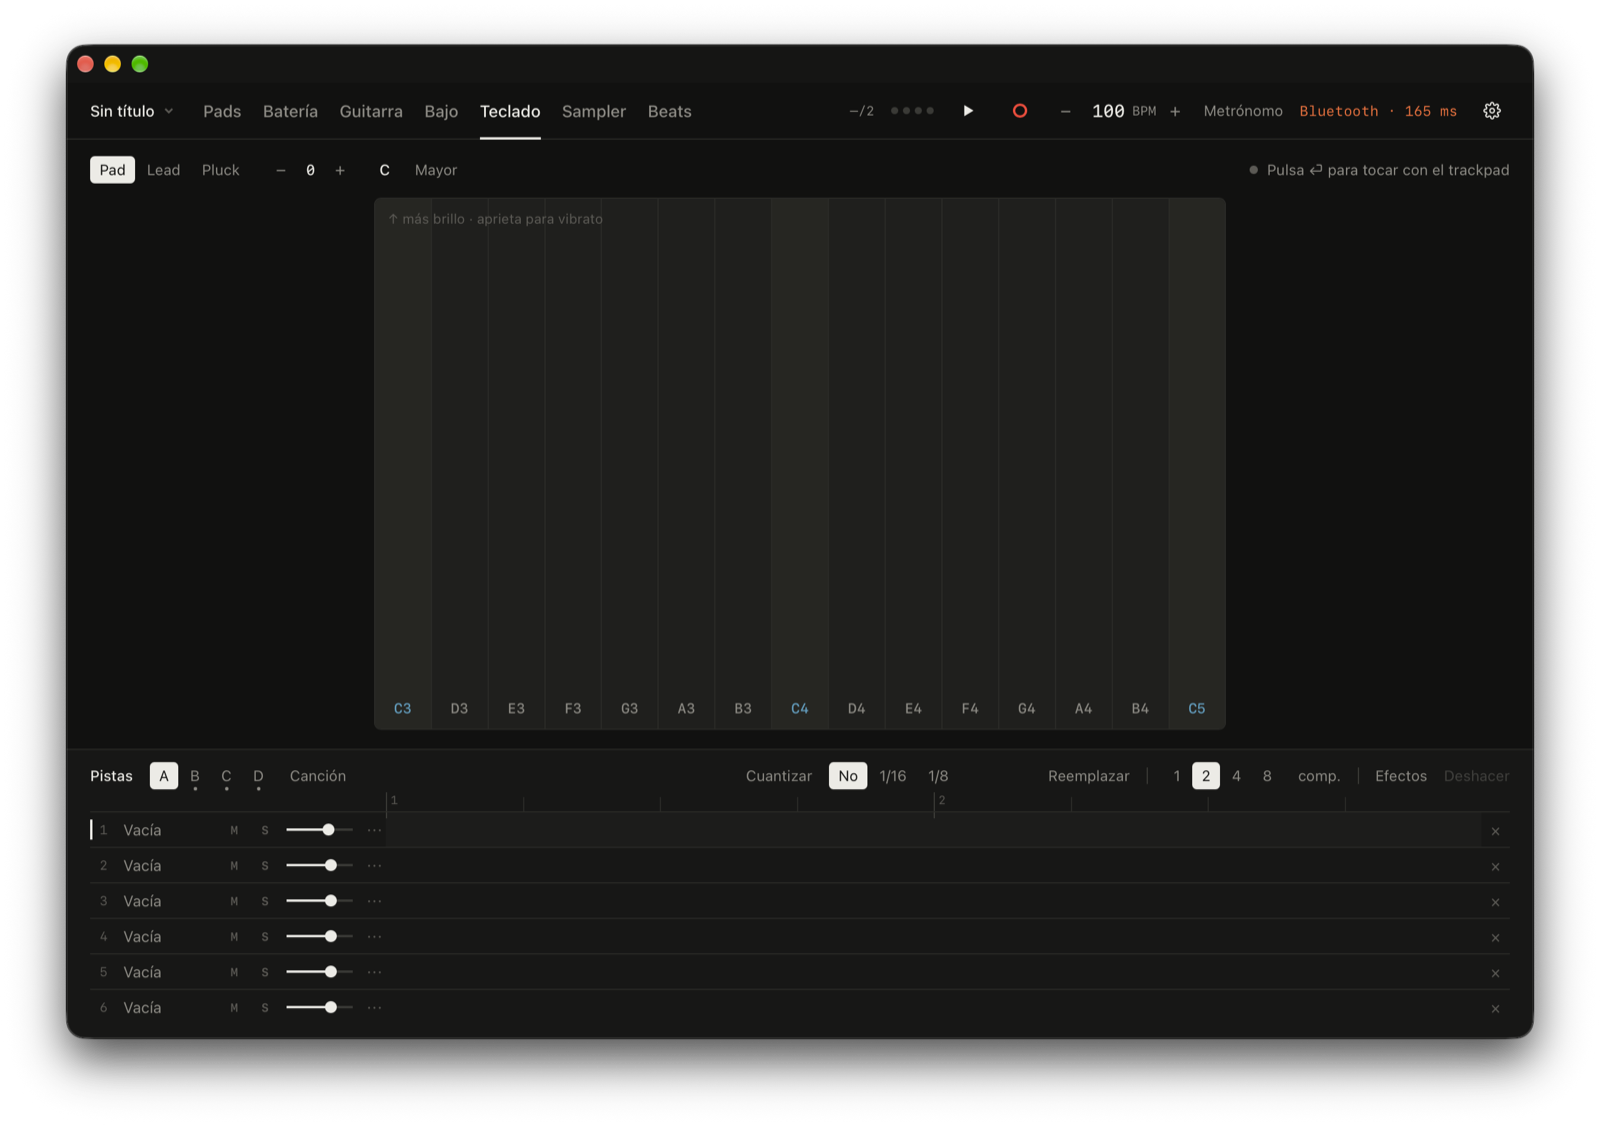 Sin título Pads Batería Guitarra Bajo Teclado Sampler Beats –/2 – 100 BPM + Metrónomo Bluetooth · 165 ms
Pad Lead Pluck – 0 + C Mayor Pulsa ⏎ para tocar con el trackpad
↑ más brillo · aprieta para vibrato
C3 D3 E3 F3 G3 A3 B3 C4 D4 E4 F4 G4 A4 B4 C5
Pistas A B C D Canción Cuantizar No 1/16 1/8 Reemplazar 1 2 4 8 comp. Efectos Deshacer
1 2
1 Vacía M S ··· ×
2 Vacía M S ··· ×
3 Vacía M S ··· ×
4 Vacía M S ··· ×
5 Vacía M S ··· ×
6 Vacía M S ··· ×